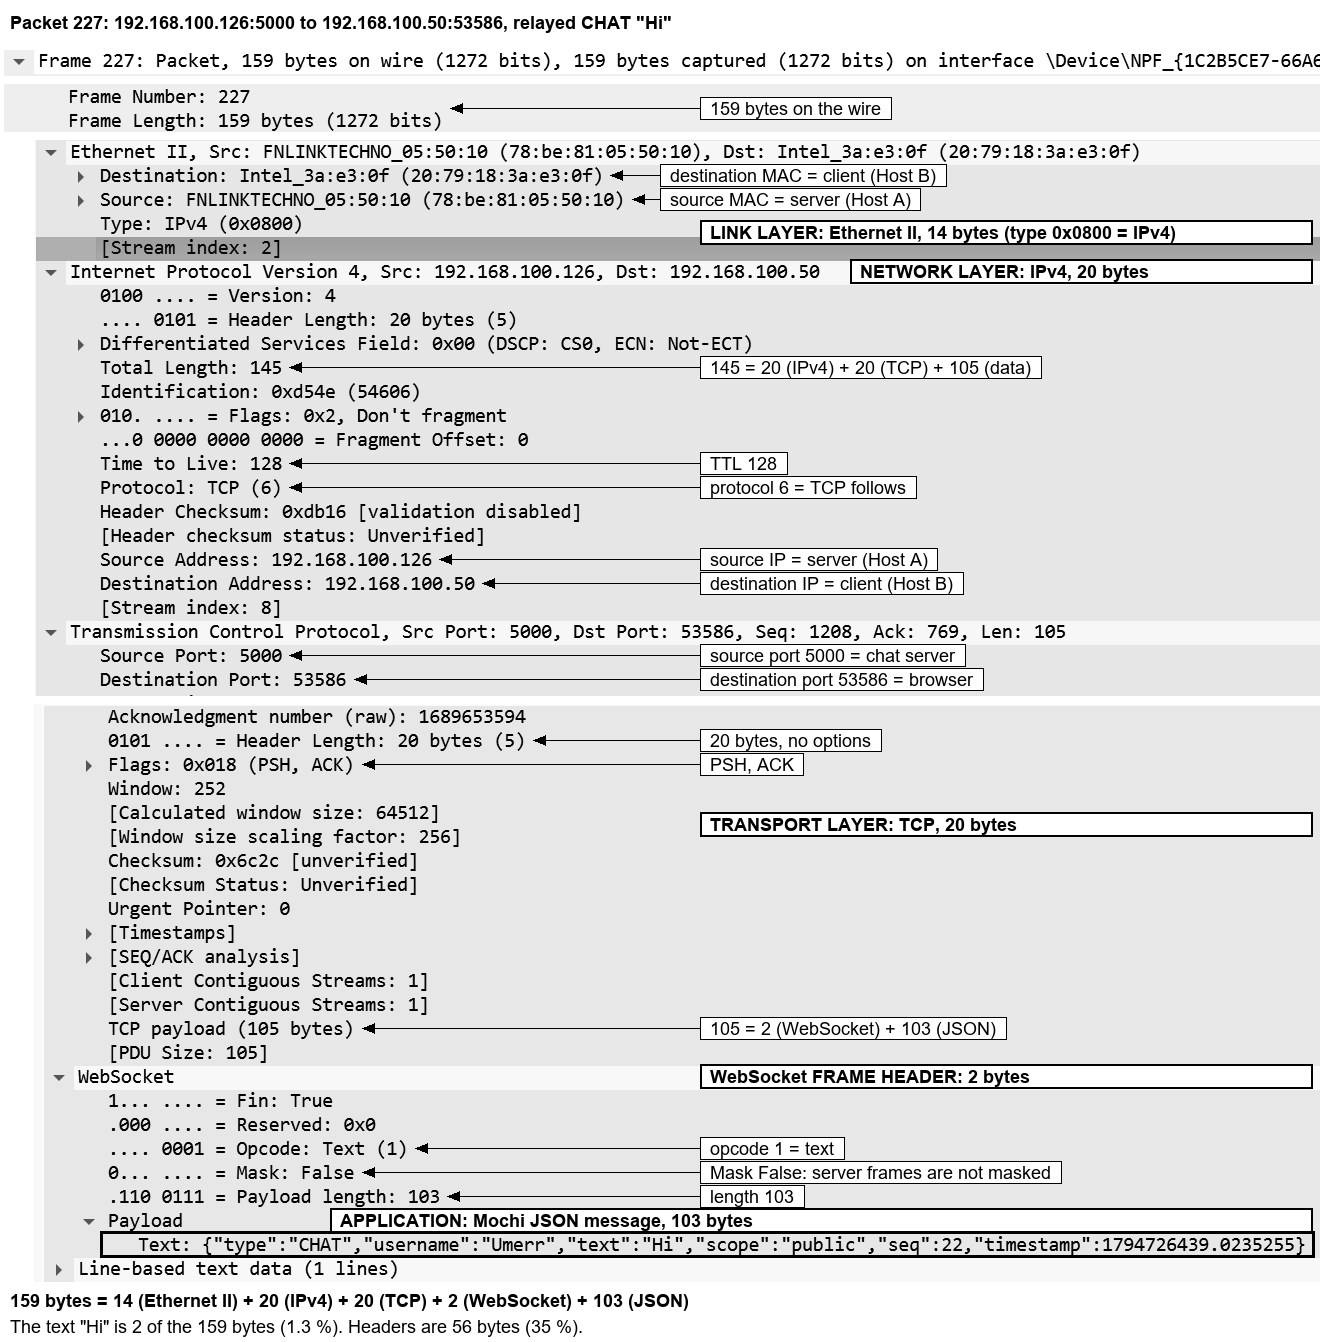 Packet 227: 192.168.100.126:5000 to 192.168.100.50:53586, relayed CHAT "Hi"
Frame 227: Packet, 159 bytes on wire (1272 bits), 159 bytes captured (1272 bits) on interface \Device\NPF_{1C2B5CE7-66A6
Frame Number: 227
Frame Length: 159 bytes (1272 bits)
159 bytes on the wire
Ethernet II, Src: FNLINKTECHNO_05:50:10 (78:be:81:05:50:10), Dst: Intel_3a:e3:0f (20:79:18:3a:e3:0f)
Destination: Intel_3a:e3:0f (20:79:18:3a:e3:0f) destination MAC = client (Host B)
Source: FNLINKTECHNO_05:50:10 (78:be:81:05:50:10) source MAC = server (Host A)
Type: IPv4 (0x0800)
LINK LAYER: Ethernet II, 14 bytes (type 0x0800 = IPv4)
[Stream index: 2]
Internet Protocol Version 4, Src: 192.168.100.126, Dst: 192.168.100.50 NETWORK LAYER: IPv4, 20 bytes
0100 .... = Version: 4
.... 0101 = Header Length: 20 bytes (5)
Differentiated Services Field: 0x00 (DSCP: CS0, ECN: Not-ECT)
Total Length: 145 145 = 20 (IPv4) + 20 (TCP) + 105 (data)
Identification: 0xd54e (54606)
010. .... = Flags: 0x2, Don't fragment
...0 0000 0000 0000 = Fragment Offset: 0
Time to Live: 128 TTL 128
Protocol: TCP (6) protocol 6 = TCP follows
Header Checksum: 0xdb16 [validation disabled]
[Header checksum status: Unverified]
Source Address: 192.168.100.126 source IP = server (Host A)
Destination Address: 192.168.100.50 destination IP = client (Host B)
[Stream index: 8]
Transmission Control Protocol, Src Port: 5000, Dst Port: 53586, Seq: 1208, Ack: 769, Len: 105
Source Port: 5000 source port 5000 = chat server
Destination Port: 53586 destination port 53586 = browser
Acknowledgment number (raw): 1689653594
0101 .... = Header Length: 20 bytes (5) 20 bytes, no options
Flags: 0x018 (PSH, ACK) PSH, ACK
Window: 252
[Calculated window size: 64512]
TRANSPORT LAYER: TCP, 20 bytes
[Window size scaling factor: 256]
Checksum: 0x6c2c [unverified]
[Checksum Status: Unverified]
Urgent Pointer: 0
[Timestamps]
[SEQ/ACK analysis]
[Client Contiguous Streams: 1]
[Server Contiguous Streams: 1]
TCP payload (105 bytes) 105 = 2 (WebSocket) + 103 (JSON)
[PDU Size: 105]
WebSocket WebSocket FRAME HEADER: 2 bytes
1... .... = Fin: True
.000 .... = Reserved: 0x0
.... 0001 = Opcode: Text (1) opcode 1 = text
0... .... = Mask: False Mask False: server frames are not masked
.110 0111 = Payload length: 103 length 103
Payload APPLICATION: Mochi JSON message, 103 bytes
Text: {"type":"CHAT","username":"Umerr","text":"Hi","scope":"public","seq":22,"timestamp":1794726439.0235255}
Line-based text data (1 lines)
159 bytes = 14 (Ethernet II) + 20 (IPv4) + 20 (TCP) + 2 (WebSocket) + 103 (JSON)
The text "Hi" is 2 of the 159 bytes (1.3 %). Headers are 56 bytes (35 %).